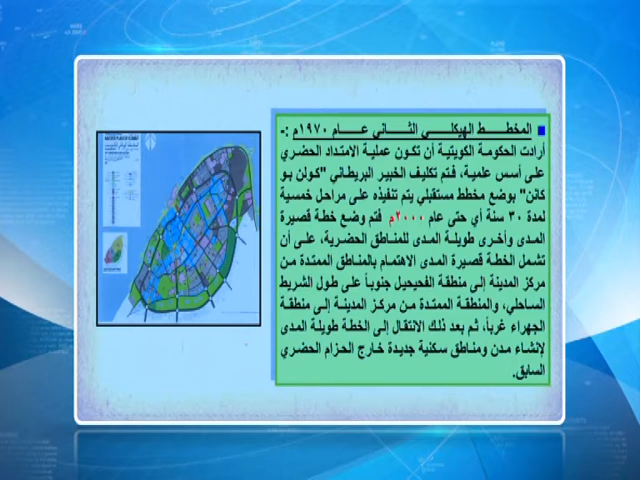 المخطط الهيكلي الثاني عام ١٩٧٠م :-
أرادت الحكومة الكويتية أن تكون عملية الامتداد الحضري
على أسس علمية، فتم تكليف الخبير البريطاني "كولن بو
كانن" بوضع مخطط مستقبلي يتم تنفيذه على مراحل خمسية
لمدة ٣٠ سنة أي حتى عام ٢٠٠٠م فتم وضع خطة قصيرة
المدى وأخرى طويلة المدى للمناطق الحضرية، على أن
تشمل الخطة قصيرة المدى الاهتمام بالمناطق الممتدة من
مركز المدينة إلى منطقة الفحيحيل جنوباً على طول الشريط
الساحلي، والمنطقة الممتدة من مركز المدينة إلى منطقة
الجهراء غرباً، ثم بعد ذلك الانتقال إلى الخطة طويلة المدى
لإنشاء مدن ومناطق سكنية جديدة خارج الحزام الحضري
السابق.